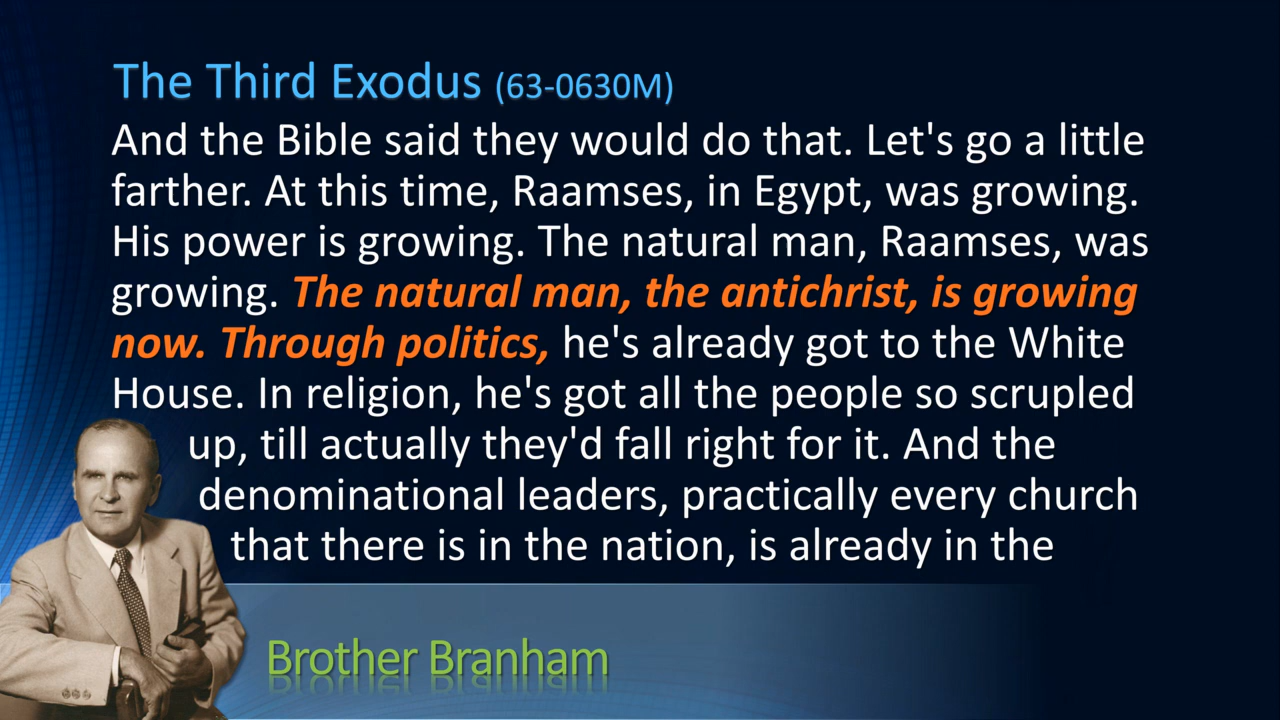 The Third Exodus (63-0630M)
And the Bible said they would do that. Let's go a little
farther. At this time, Raamses, in Egypt, was growing.
His power is growing. The natural man, Raamses, was
growing. The natural man, the antichrist, is growing
now. Through politics, he's already got to the White
House. In religion, he's got all the people so scrupled
up, till actually they'd fall right for it. And the
denominational leaders, practically every church
that there is in the nation, is already in the
Brother Branham